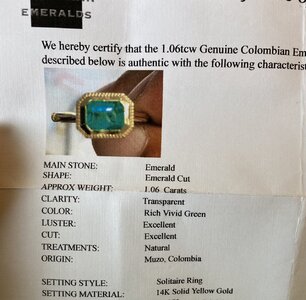 EMERALDS
We hereby certify that the 1.06tcw Genuine Colombian
described below is authentic with the following
MAIN STONE: Emerald
SHAPE: Emerald Cut
APPROX WEIGHT: 1.06 Carats
CLARITY: Transparent
COLOR: Rich Vivid Green
LUSTER: Excellent
CUT: Excellent
TREATMENTS: Natural
ORIGIN: Muzo, Colombia
SETTING STYLE: Solitaire Ring
SETTING MATERIAL: 14K Solid Yellow Gold